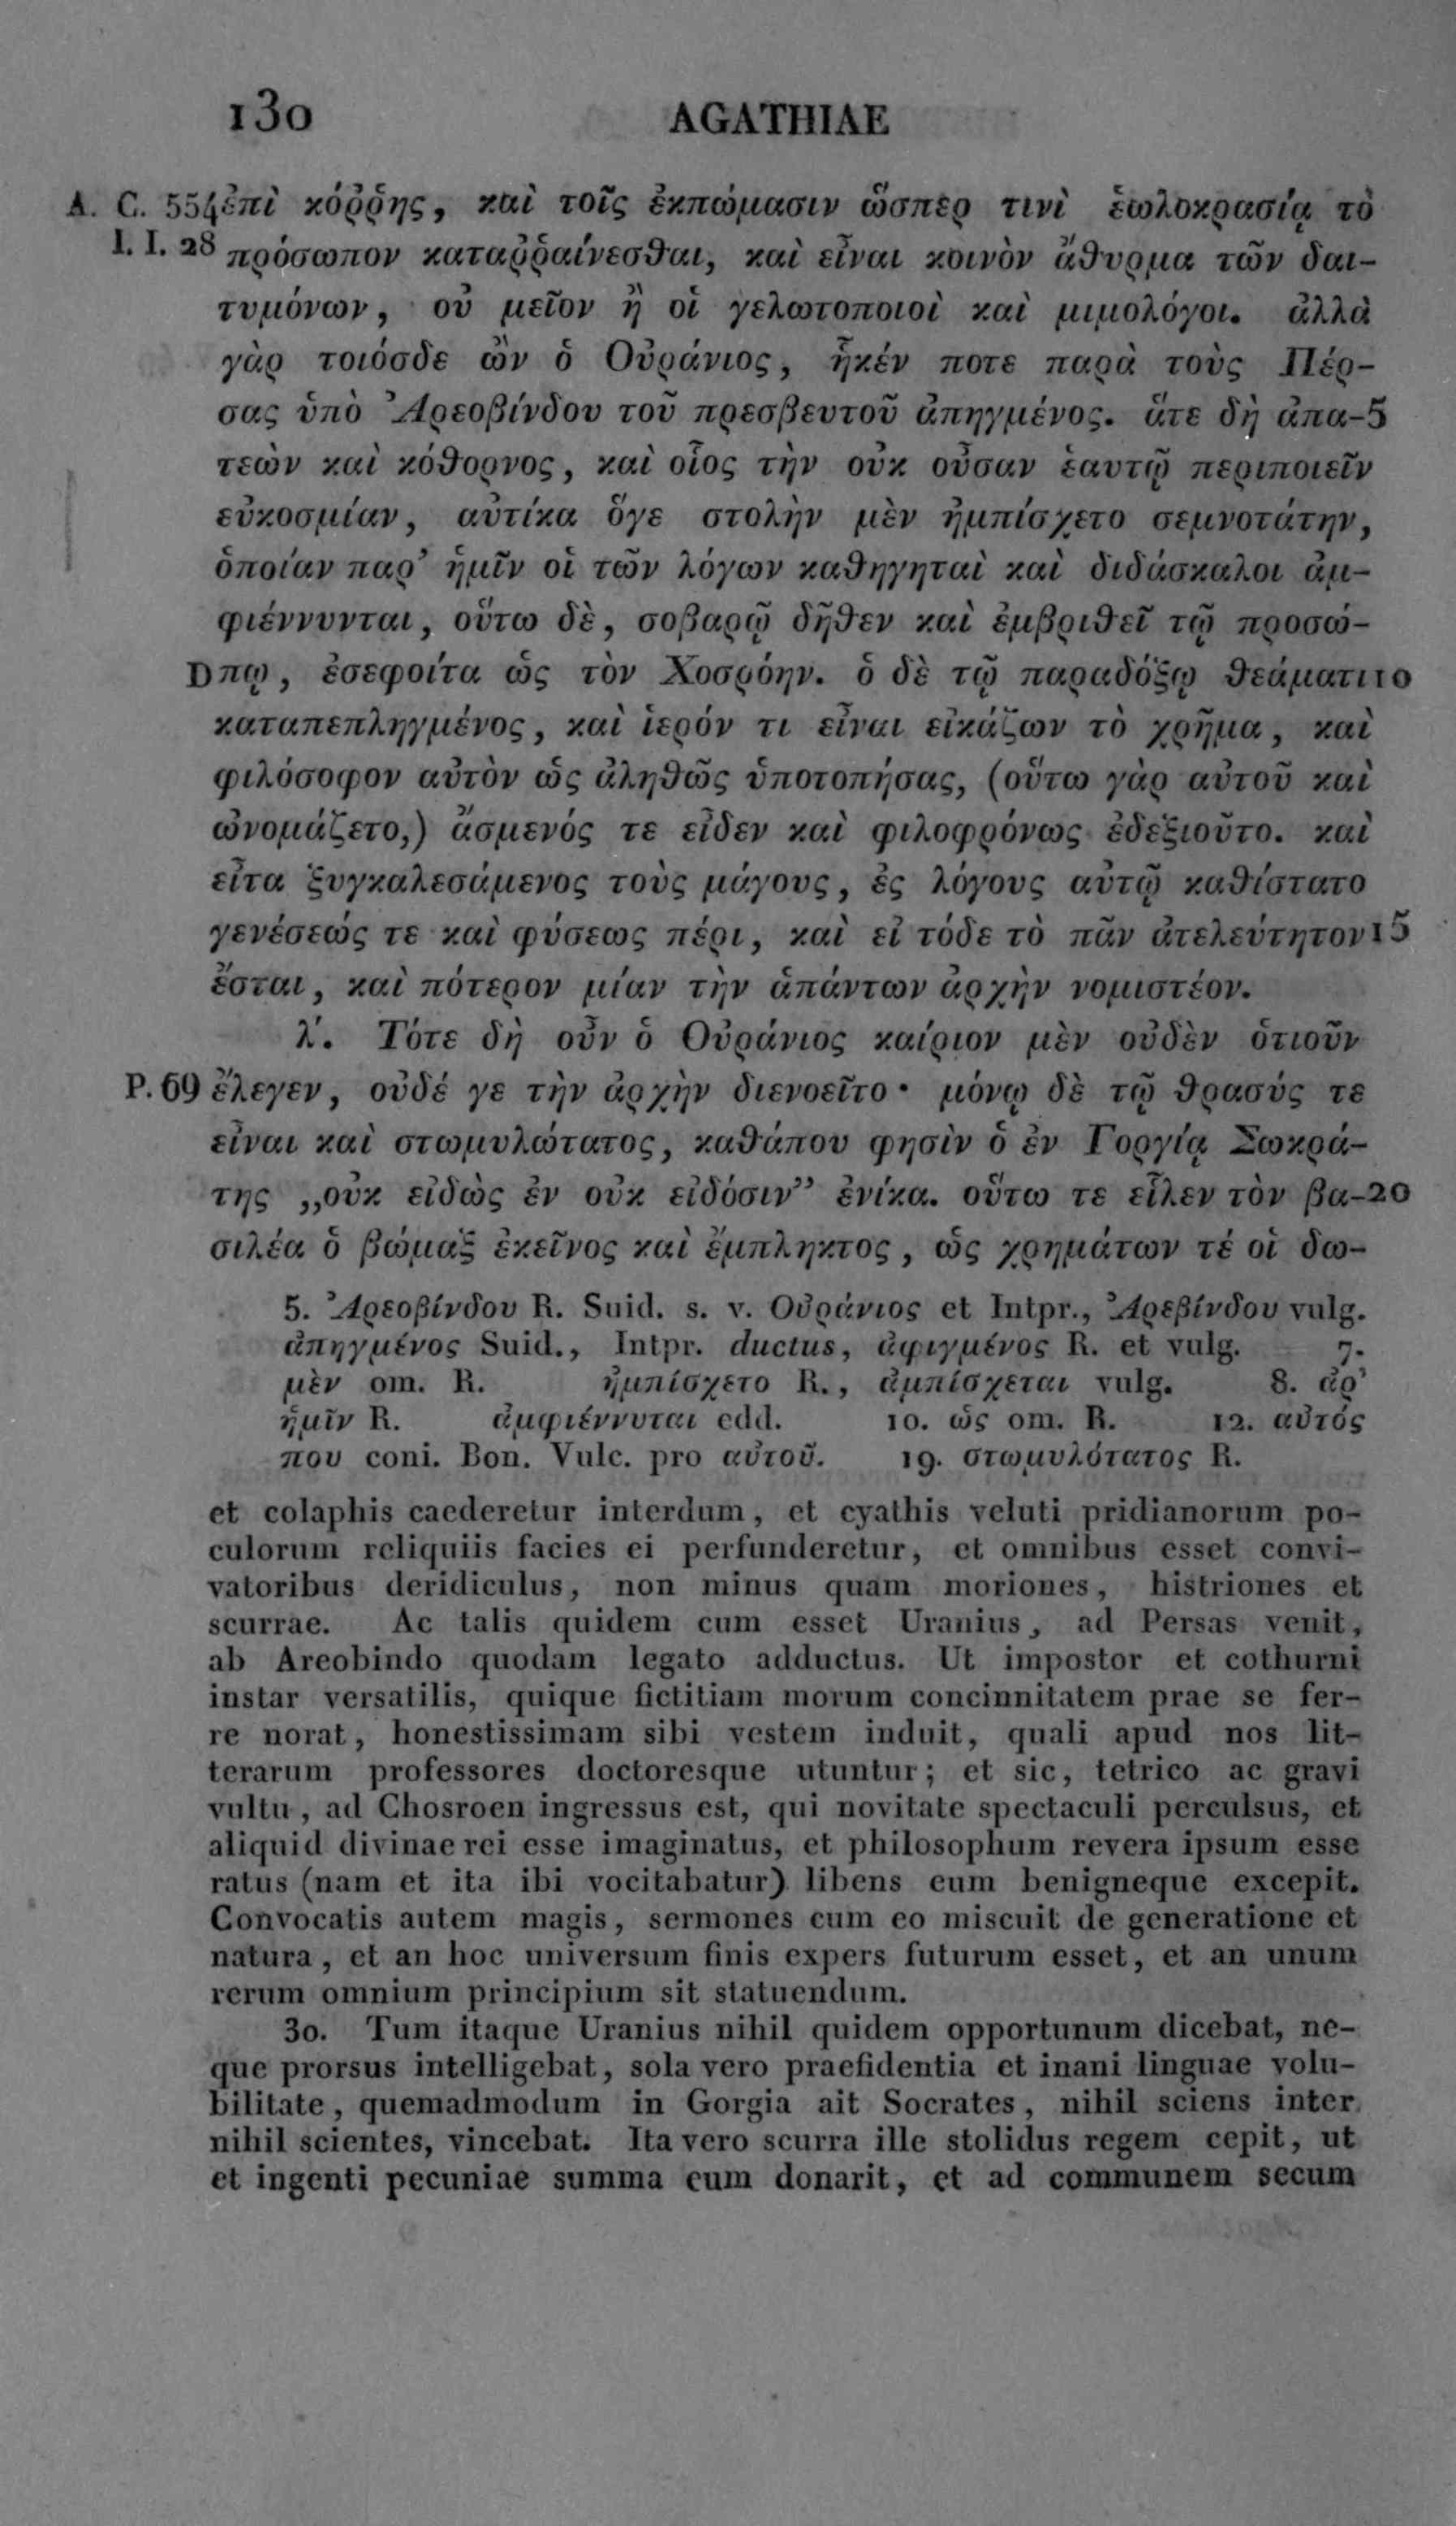 130 AGATHIAE
A. C. 554 ἐπὶ κόῤῥης, καὶ τοῖς ἐκπώμασιν ὥσπερ τινὶ ἑωλοκρασίᾳ τὸ
I. I. 28 πρόσωπον καταῤῥαίνεσθαι, καὶ εἶναι κοινὸν ἄθυρμα τῶν δαι-
τυμόνων, οὐ μεῖον ἢ οἱ γελωτοποιοὶ καὶ μιμολόγοι. ἀλλὰ
γὰρ τοιόσδε ὢν ὁ Οὐράνιος, ἧκέν ποτε παρὰ τοὺς Πέρ-
σας ὑπὸ Ἀρεοβίνδου τοῦ πρεσβευτοῦ ἀπηγμένος. ἅτε δὴ ἀπα- 5
τεὼν καὶ κόθορνος, καὶ οἷος τὴν οὐκ οὖσαν ἑαυτῷ περιποιεῖν
εὐκοσμίαν, αὐτίκα ὅγε στολὴν μὲν ἠμπίσχετο σεμνοτάτην,
ὁποίαν παρ’ ἡμῖν οἱ τῶν λόγων καθηγηταὶ καὶ διδάσκαλοι ἀμ-
φιέννυνται, οὕτω δὲ, σοβαρῷ δῆθεν καὶ ἐμβριθεῖ τῷ προσώ-
D πῳ, ἐσεφοίτα ὡς τὸν Χοσρόην. ὁ δὲ τῷ παραδόξῳ θεάματι 10
καταπεπληγμένος, καὶ ἱερόν τι εἶναι εἰκάζων τὸ χρῆμα, καὶ
φιλόσοφον αὐτὸν ὡς ἀληθῶς ὑποτοπήσας, (οὕτω γὰρ αὐτοῦ καὶ
ὠνομάζετο,) ἄσμενός τε εἶδεν καὶ φιλοφρόνως ἐδεξιοῦτο. καὶ
εἶτα ξυγκαλεσάμενος τοὺς μάγους, ἐς λόγους αὐτῷ καθίστατο
γενέσεώς τε καὶ φύσεως πέρι, καὶ εἰ τόδε τὸ πᾶν ἀτελεύτητον 15
ἔσται, καὶ πότερον μίαν τὴν ἁπάντων ἀρχὴν νομιστέον.
λ΄. Τότε δὴ οὖν ὁ Οὐράνιος καίριον μὲν οὐδὲν ὁτιοῦν
P. 69 ἔλεγεν, οὐδέ γε τὴν ἀρχὴν διενοεῖτο· μόνῳ δὲ τῷ θρασύς τε
εἶναι καὶ στωμυλώτατος, καθάπου φησὶν ὁ ἐν Γοργίᾳ Σωκρά-
της „οὐκ εἰδὼς ἐν οὐκ εἰδόσιν” ἐνίκα. οὕτω τε εἷλεν τὸν βα- 20
σιλέα ὁ βώμαξ ἐκεῖνος καὶ ἔμπληκτος, ὡς χρημάτων τέ οἱ δω-
5. Ἀρεοβίνδου R. Suid. s. v. Οὐράνιος et Intpr., Ἀρεβίνδου vulg.
ἀπηγμένος Suid., Intpr. ductus, ἀφιγμένος R. et vulg. 7.
μὲν om. R. ἠμπίσχετο R., ἀμπίσχεται vulg. 8. ἀρ’
ἡμῖν R. ἀμφιέννυται edd. 10. ὡς om. R. 12. αὐτός
που coni. Bon. Vulc. pro αὐτοῦ. 19. στωμυλότατος R.
et colaphis caederetur interdum, et cyathis veluti pridianorum po-
culorum reliquiis facies ei perfunderetur, et omnibus esset convi-
vatoribus deridiculus, non minus quam moriones, histriones et
scurrae. Ac talis quidem cum esset Uranius, ad Persas venit,
ab Areobindo quodam legato adductus. Ut impostor et cothurni
instar versatilis, quique fictitiam morum concinnitatem prae se fer-
re norat, honestissimam sibi vestem induit, quali apud nos lit-
terarum professores doctoresque utuntur; et sic, tetrico ac gravi
vultu, ad Chosroen ingressus est, qui novitate spectaculi perculsus, et
aliquid divinae rei esse imaginatus, et philosophum revera ipsum esse
ratus (nam et ita ibi vocitabatur) libens eum benigneque excepit.
Convocatis autem magis, sermones cum eo miscuit de generatione et
natura, et an hoc universum finis expers futurum esset, et an unum
rerum omnium principium sit statuendum.
30. Tum itaque Uranius nihil quidem opportunum dicebat, ne-
que prorsus intelligebat, sola vero praefidentia et inani linguae volu-
bilitate, quemadmodum in Gorgia ait Socrates, nihil sciens inter
nihil scientes, vincebat. Ita vero scurra ille stolidus regem cepit, ut
et ingenti pecuniae summa eum donarit, et ad communem secum